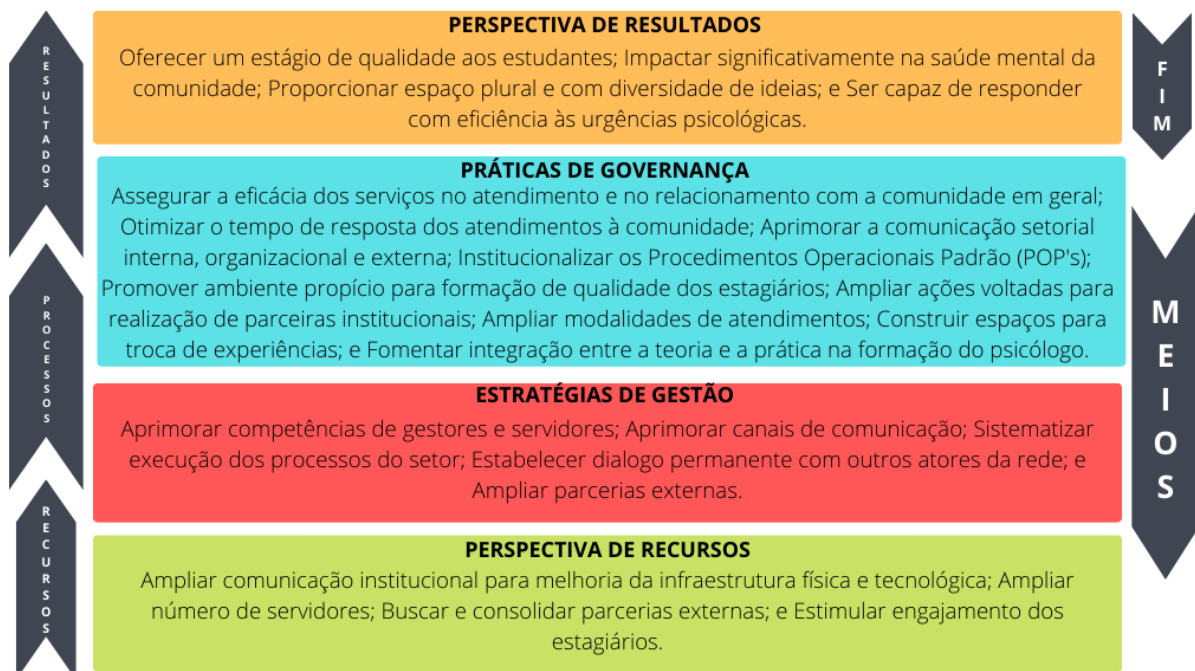 PERSPECTIVA DE RESULTADOS
Oferecer um estágio de qualidade aos estudantes; Impactar significativamente na saúde mental da
comunidade; Proporcionar espaço plural e com diversidade de ideias; e Ser capaz de responder
com eficiência às urgências psicológicas.
PRÁTICAS DE GOVERNANÇA
Assegurar a eficácia dos serviços no atendimento e no relacionamento com a comunidade em geral;
Otimizar o tempo de resposta dos atendimentos à comunidade; Aprimorar a comunicação setorial
interna, organizacional e externa; Institucionalizar os Procedimentos Operacionais Padrão (POP's);
Promover ambiente propício para formação de qualidade dos estagiários; Ampliar ações voltadas para
realização de parceiras institucionais; Ampliar modalidades de atendimentos; Construir espaços para
troca de experiências; e Fomentar integração entre a teoria e a prática na formação do psicólogo.
ESTRATÉGIAS DE GESTÃO
Aprimorar competências de gestores e servidores; Aprimorar canais de comunicação; Sistematizar
execução dos processos do setor; Estabelecer dialogo permanente com outros atores da rede; e
Ampliar parcerias externas.
PERSPECTIVA DE RECURSOS
Ampliar comunicação institucional para melhoria da infraestrutura física e tecnológica; Ampliar
número de servidores; Buscar e consolidar parcerias externas; e Estimular engajamento dos
estagiários.
RESULTADOS
PROCESSOS
RECURSOS
FIM
MEIOS